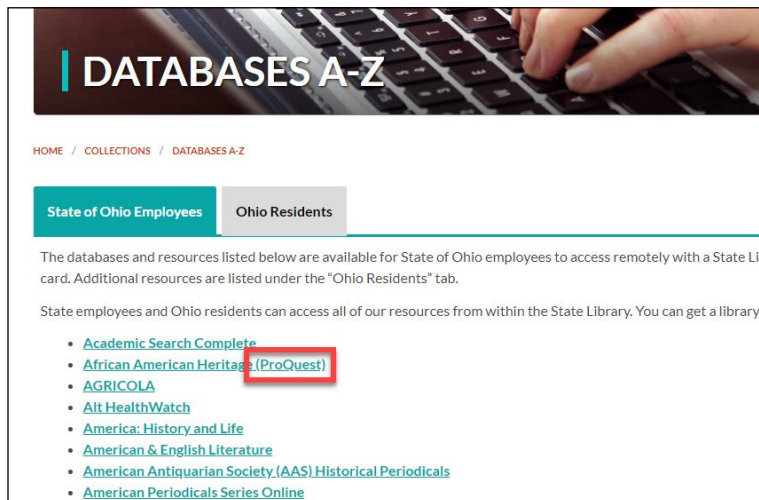 DATABASES A-Z
HOME / COLLECTIONS / DATABASES A-Z
State of Ohio Employees
Ohio Residents
The databases and resources listed below are available for State of Ohio employees to access remotely with a State Li
card. Additional resources are listed under the “Ohio Residents” tab.
State employees and Ohio residents can access all of our resources from within the State Library. You can get a library
• Academic Search Complete
• African American Heritage (ProQuest)
• AGRICOLA
• Alt HealthWatch
• America: History and Life
• American & English Literature
• American Antiquarian Society (AAS) Historical Periodicals
• American Periodicals Series Online